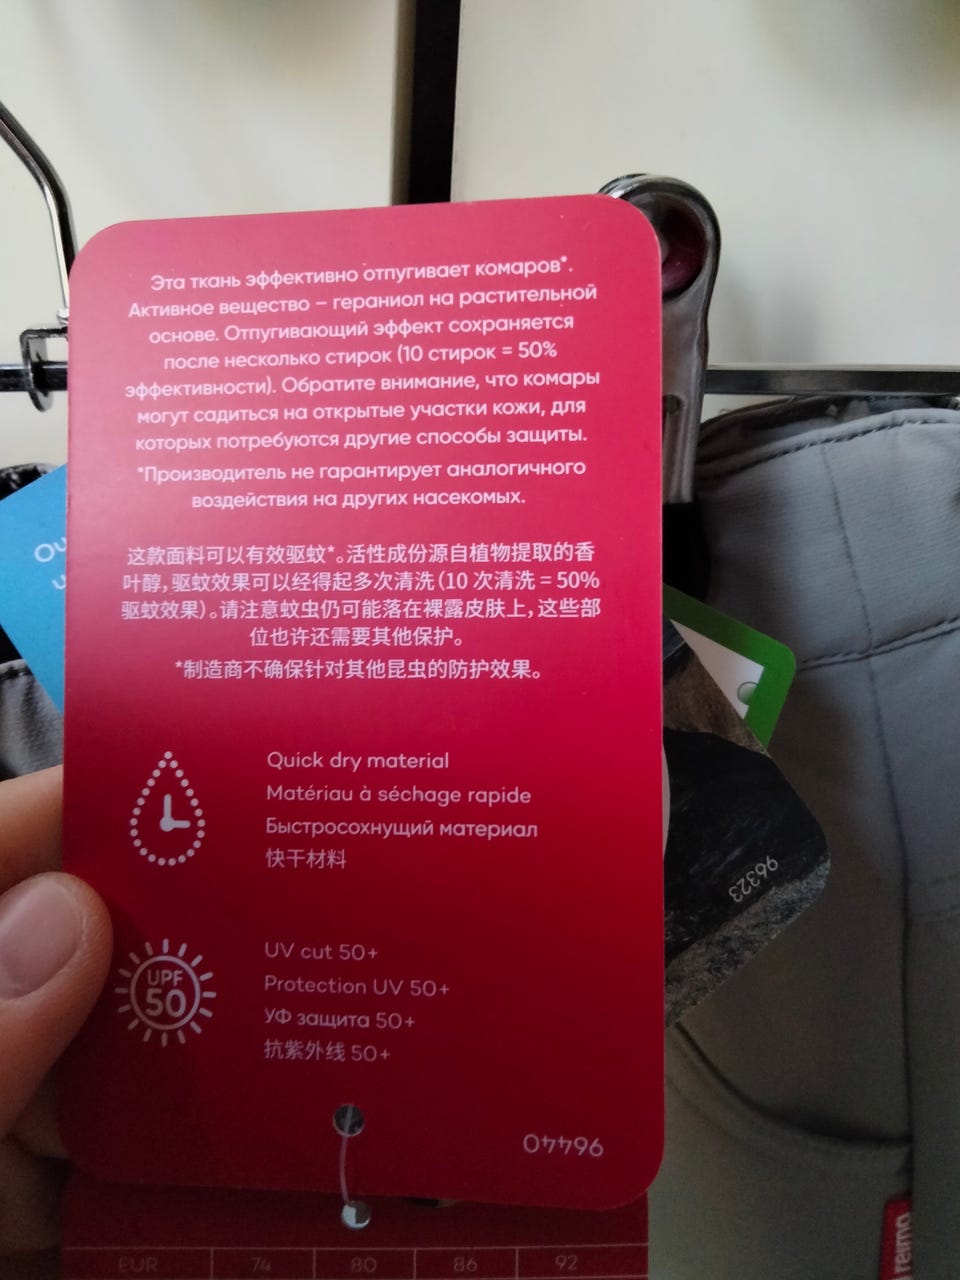 Эта ткань эффективно отпугивает комаров*.
Активное вещество – гераниол на растительной
основе. Отпугивающий эффект сохраняется
после несколько стирок (10 стирок = 50%
эффективности). Обратите внимание, что комары
могут садиться на открытые участки кожи, для
которых потребуются другие способы защиты.
*Производитель не гарантирует аналогичного
воздействия на других насекомых.
这款面料可以有效驱蚊*。活性成份源自植物提取的香
叶醇，驱蚊效果可以经得起多次清洗（10 次清洗 = 50%
驱蚊效果）。请注意蚊虫仍可能落在裸露皮肤上，这些部
位也许还需要其他保护。
*制造商不确保针对其他昆虫的防护效果。
Quick dry material
Matériau à séchage rapide
Быстросохнущий материал
快干材料
UPF
50
UV cut 50+
Protection UV 50+
УФ защита 50+
抗紫外线 50+
96440
96323
EUR 74 80 86 92
reima